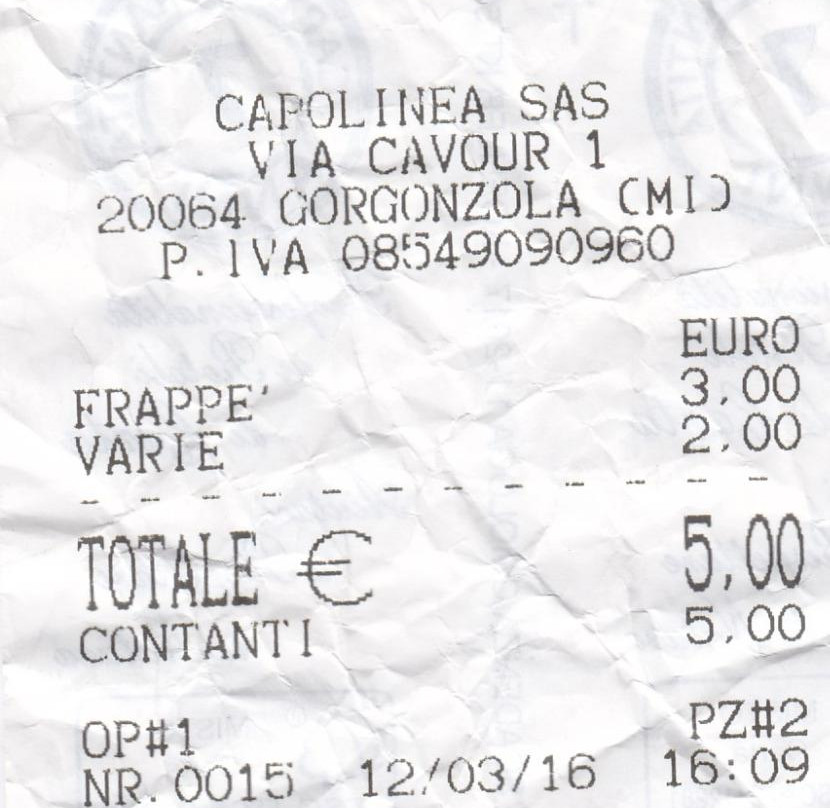 CAPOLINEA SAS
VIA CAVOUR 1
20064 GORGONZOLA (MI)
P.IVA 08549090960
EURO
FRAPPE' 3,00
VARIE 2,00
- - - - - - - - - - - -
TOTALE € 5,00
CONTANTI 5,00
OP#1 PZ#2
NR.0015 12/03/16 16:09